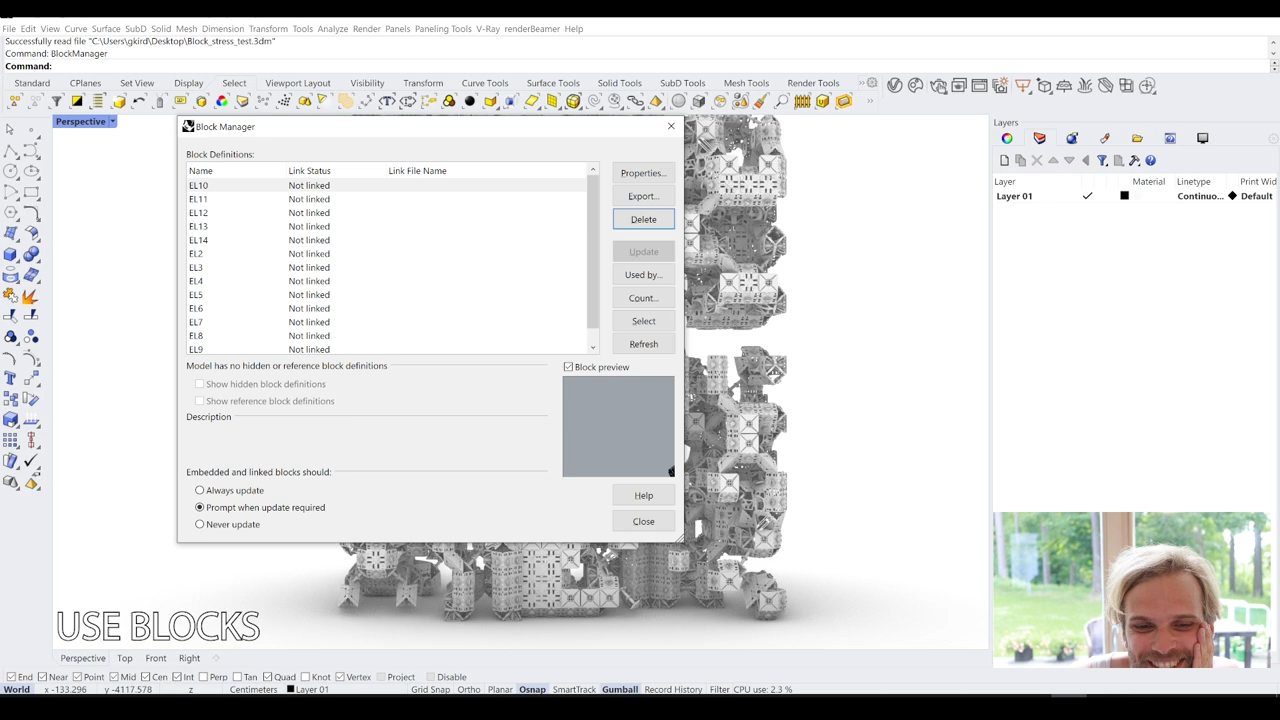 File Edit View Curve Surface SubD Solid Mesh Dimension Transform Tools Analyze Render Panels Paneling Tools V-Ray renderBeamer Help
Successfully read file "C:\Users\gkird\Desktop\Block_stress_test.3dm"
Command: BlockManager
Command:
Standard CPlanes Set View Display Select Viewport Layout Visibility Transform Curve Tools Surface Tools Solid Tools SubD Tools Mesh Tools Render Tools
Perspective
Block Manager
Block Definitions:
Name Link Status Link File Name
EL10 Not linked
EL11 Not linked
EL12 Not linked
EL13 Not linked
EL14 Not linked
EL2 Not linked
EL3 Not linked
EL4 Not linked
EL5 Not linked
EL6 Not linked
EL7 Not linked
EL8 Not linked
EL9 Not linked
Properties...
Export...
Delete
Update
Used by...
Count...
Select
Refresh
Model has no hidden or reference block definitions
Show hidden block definitions
Show reference block definitions
Description
Block preview
Embedded and linked blocks should:
Always update
Prompt when update required
Never update
Help
Close
Layers
Layer Material Linetype Print Wid
Layer 01 Continuo... Default
USE BLOCKS
Perspective Top Front Right
End Near Point Mid Cen Int Perp Tan Quad Knot Vertex Project Disable
World x -133.296 y -4117.578 z Centimeters Layer 01 Grid Snap Ortho Planar Osnap SmartTrack Gumball Record History Filter CPU use: 2.3 %